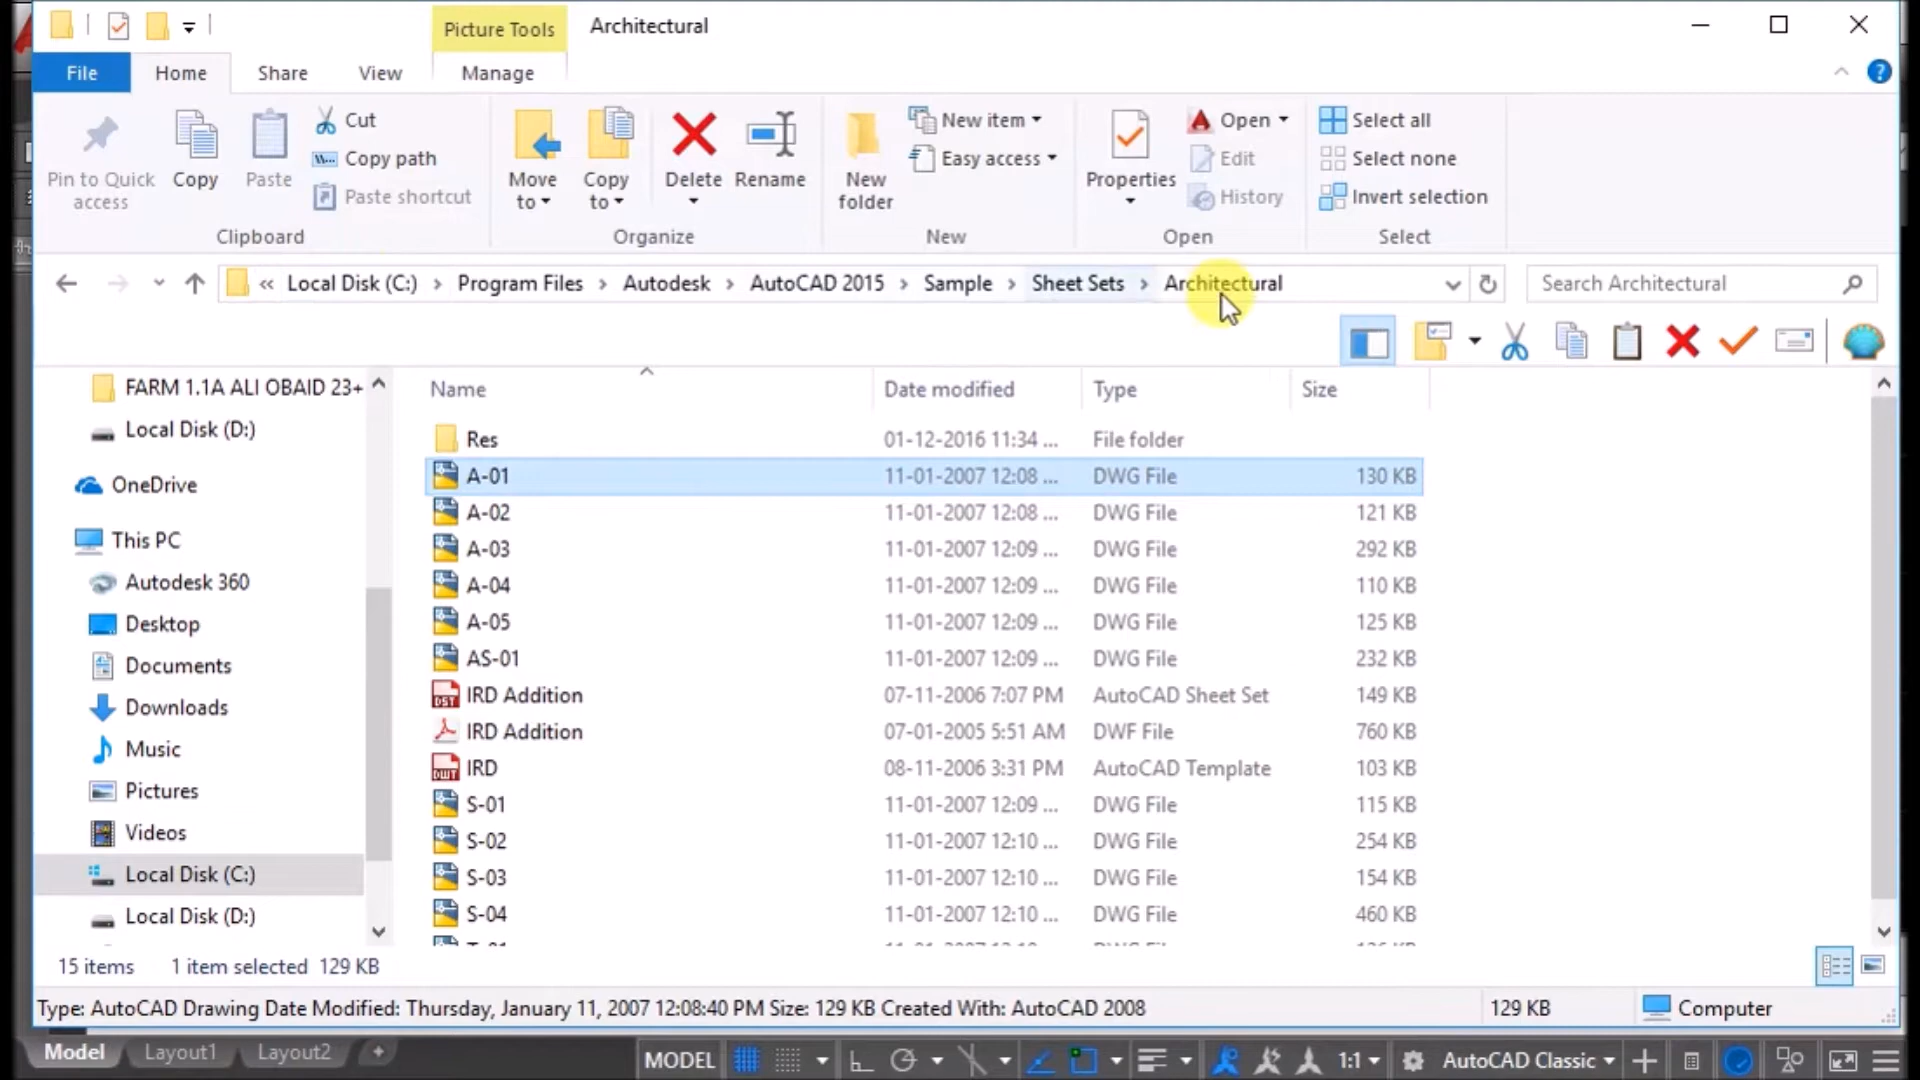 Picture Tools Architectural
File Home Share View Manage
Pin to Quick access
Copy
Paste
Cut
Copy path
Paste shortcut
Clipboard
Move to
Copy to
Delete
Rename
Organize
New folder
New item
Easy access
New
Properties
Open
Edit
History
Open
Select all
Select none
Invert selection
Select
« Local Disk (C:) › Program Files › Autodesk › AutoCAD 2015 › Sample › Sheet Sets › Architectural
Search Architectural
FARM 1.1A ALI OBAID 23+
Local Disk (D:)
OneDrive
This PC
Autodesk 360
Desktop
Documents
Downloads
Music
Pictures
Videos
Local Disk (C:)
Local Disk (D:)
Name Date modified Type Size
Res 01-12-2016 11:34 ... File folder
A-01 11-01-2007 12:08 ... DWG File 130 KB
A-02 11-01-2007 12:08 ... DWG File 121 KB
A-03 11-01-2007 12:09 ... DWG File 292 KB
A-04 11-01-2007 12:09 ... DWG File 110 KB
A-05 11-01-2007 12:09 ... DWG File 125 KB
AS-01 11-01-2007 12:09 ... DWG File 232 KB
IRD Addition 07-11-2006 7:07 PM AutoCAD Sheet Set 149 KB
IRD Addition 07-01-2005 5:51 AM DWF File 760 KB
IRD 08-11-2006 3:31 PM AutoCAD Template 103 KB
S-01 11-01-2007 12:09 ... DWG File 115 KB
S-02 11-01-2007 12:10 ... DWG File 254 KB
S-03 11-01-2007 12:10 ... DWG File 154 KB
S-04 11-01-2007 12:10 ... DWG File 460 KB
15 items 1 item selected 129 KB
Type: AutoCAD Drawing Date Modified: Thursday, January 11, 2007 12:08:40 PM Size: 129 KB Created With: AutoCAD 2008 129 KB Computer
Model Layout1 Layout2 + MODEL 1:1 AutoCAD Classic